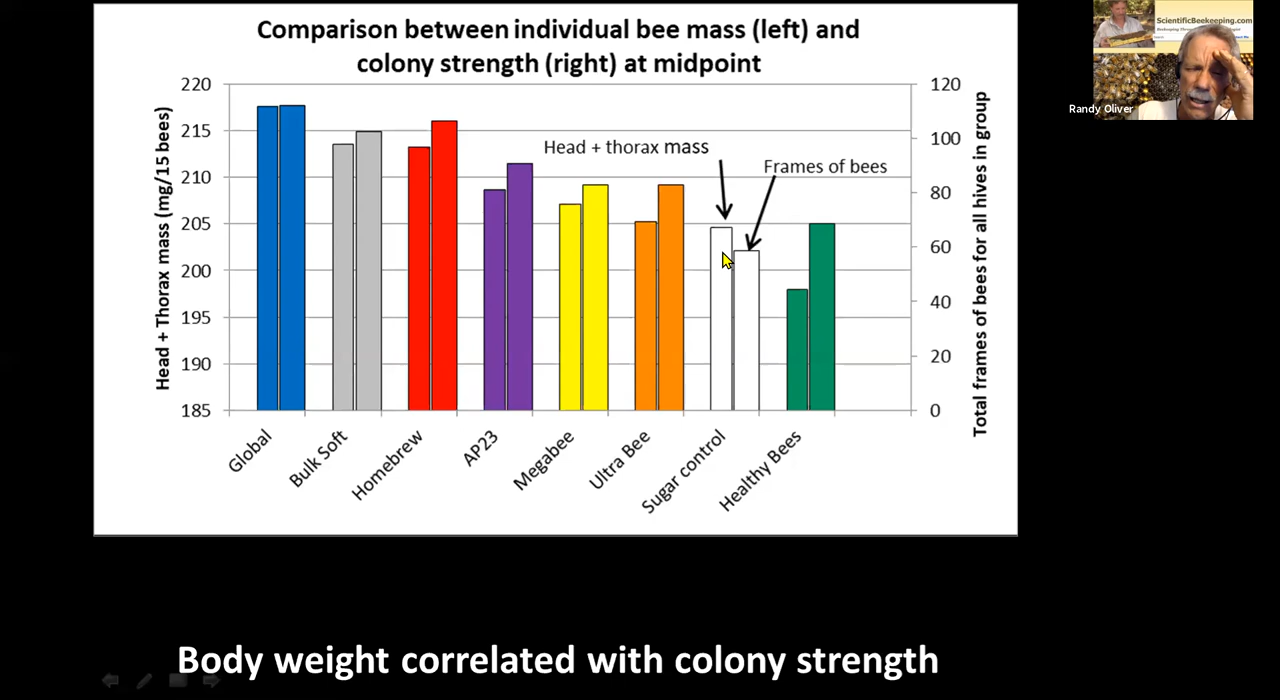 Comparison between individual bee mass (left) and
colony strength (right) at midpoint
Head + Thorax mass (mg/15 bees)
220
215
210
205
200
195
190
185
Head + thorax mass
Frames of bees
120
100
80
60
40
20
0
Total frames of bees for all hives in group
Global
Bulk Soft
Homebrew
AP23
Megabee
Ultra Bee
Sugar control
Healthy Bees
Body weight correlated with colony strength
ScientificBeekeeping.com
Randy Oliver